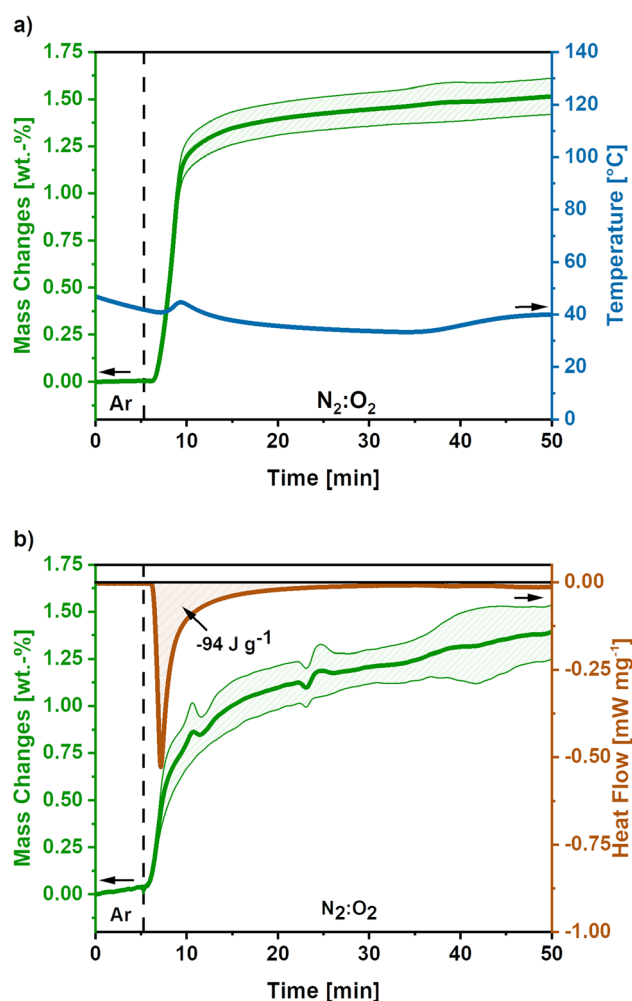 a)
1.75
1.50
1.25
1.00
0.75
0.50
0.25
0.00
Mass Changes [wt.-%]
140
120
100
80
60
40
20
0
Temperature [°C]
Ar
N₂:O₂
0 10 20 30 40 50
Time [min]
b)
1.75
1.50
1.25
1.00
0.75
0.50
0.25
0.00
Mass Changes [wt.-%]
0.00
-0.25
-0.50
-0.75
-1.00
Heat Flow [mW mg⁻¹]
-94 J g⁻¹
Ar
N₂:O₂
0 10 20 30 40 50
Time [min]